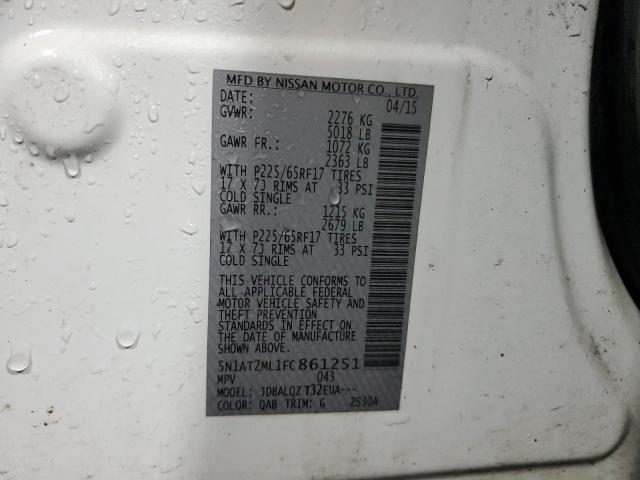 MFD BY NISSAN MOTOR CO., LTD.
DATE: 04/15
GVWR: 2276 KG
5018 LB
GAWR FR.: 1072 KG
2363 LB
WITH P225/65RF17 TIRES
17 X 7J RIMS AT 33 PSI
COLD SINGLE
GAWR RR.: 1215 KG
2679 LB
WITH P225/65RF17 TIRES
17 X 7J RIMS AT 33 PSI
COLD SINGLE
THIS VEHICLE CONFORMS TO
ALL APPLICABLE FEDERAL
MOTOR VEHICLE SAFETY AND
THEFT PREVENTION
STANDARDS IN EFFECT ON
THE DATE OF MANUFACTURE
SHOWN ABOVE.
5N1AT2ML1FC861251
MPV 043
MODEL: JDBALQZ T32EUA---
COLOR: QAB TRIM: G 2S30A